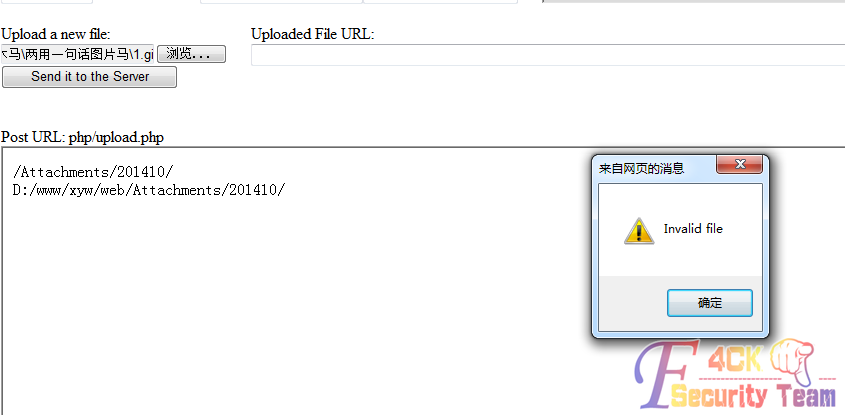 Upload a new file:
Uploaded File URL:
木马\两用一句话图片马\1.gi
浏览...
Send it to the Server
Post URL: php/upload.php
/Attachments/201410/
D:/www/xyw/web/Attachments/201410/
来自网页的消息
Invalid file
确定
F4CK
Security Team